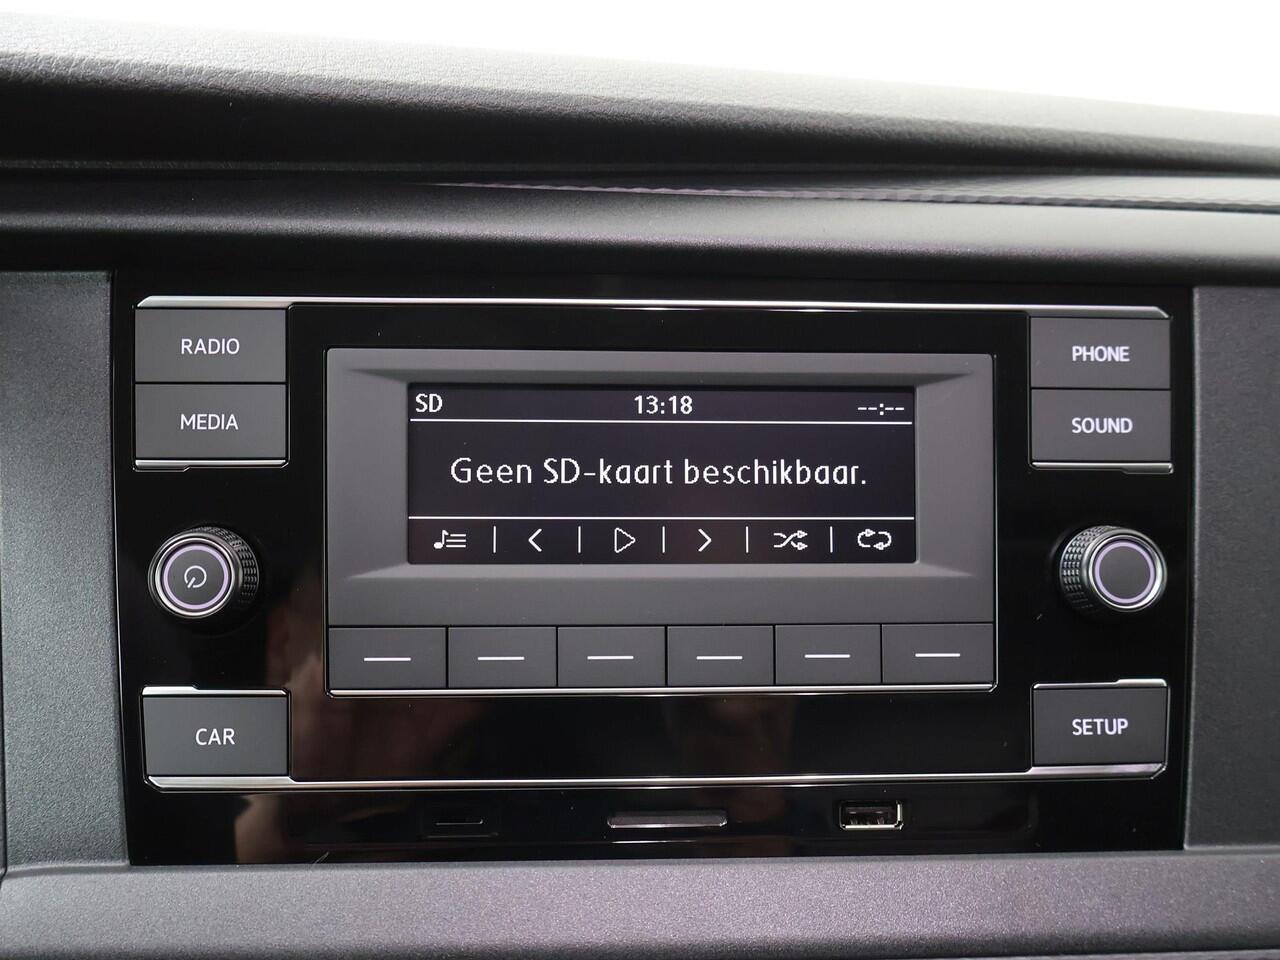 RADIO
MEDIA
PHONE
SOUND
SD 13:18 --:--
Geen SD-kaart beschikbaar.
CAR
SETUP